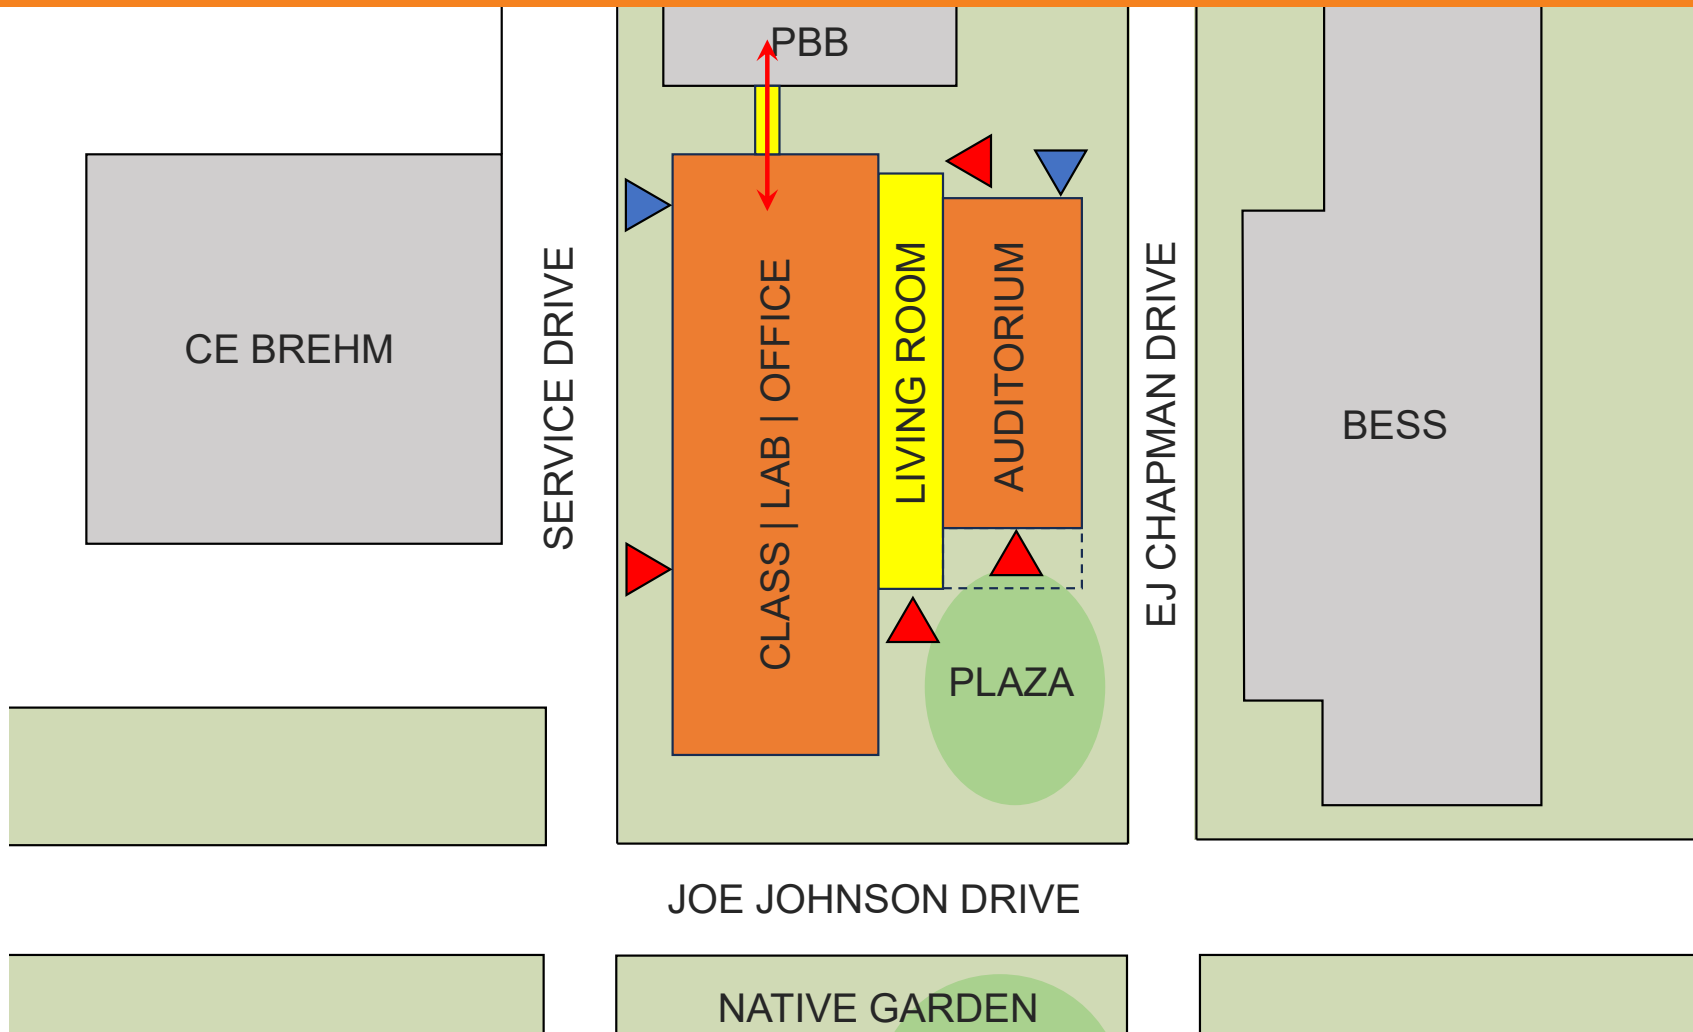 PBB
CE BREHM
SERVICE DRIVE
CLASS | LAB | OFFICE
LIVING ROOM
AUDITORIUM
EJ CHAPMAN DRIVE
BESS
PLAZA
JOE JOHNSON DRIVE
NATIVE GARDEN